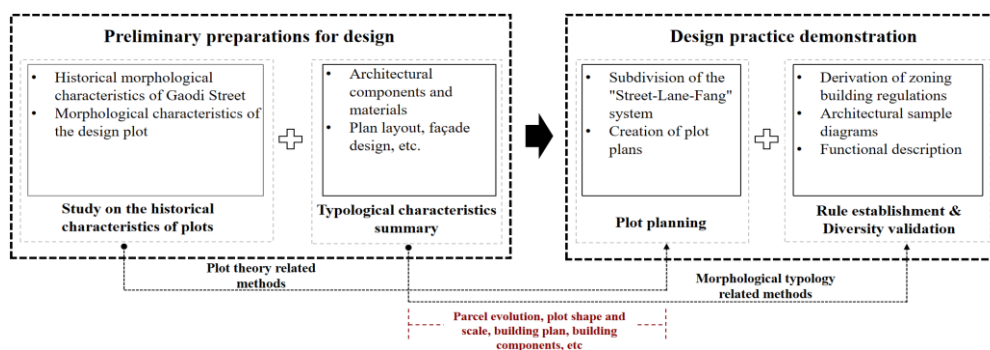 Preliminary preparations for design
• Historical morphological
characteristics of Gaodi Street
• Morphological characteristics of
the design plot
Study on the historical
characteristics of plots
• Architectural
components and
materials
• Plan layout, façade
design, etc.
Typological characteristics
summary
Design practice demonstration
• Subdivision of the
"Street-Lane-Fang"
system
• Creation of plot
plans
Plot planning
• Derivation of zoning
building regulations
• Architectural sample
diagrams
• Functional description
Rule establishment &
Diversity validation
Plot theory related
methods
Morphological typology
related methods
Parcel evolution, plot shape and
scale, building plan, building
components, etc